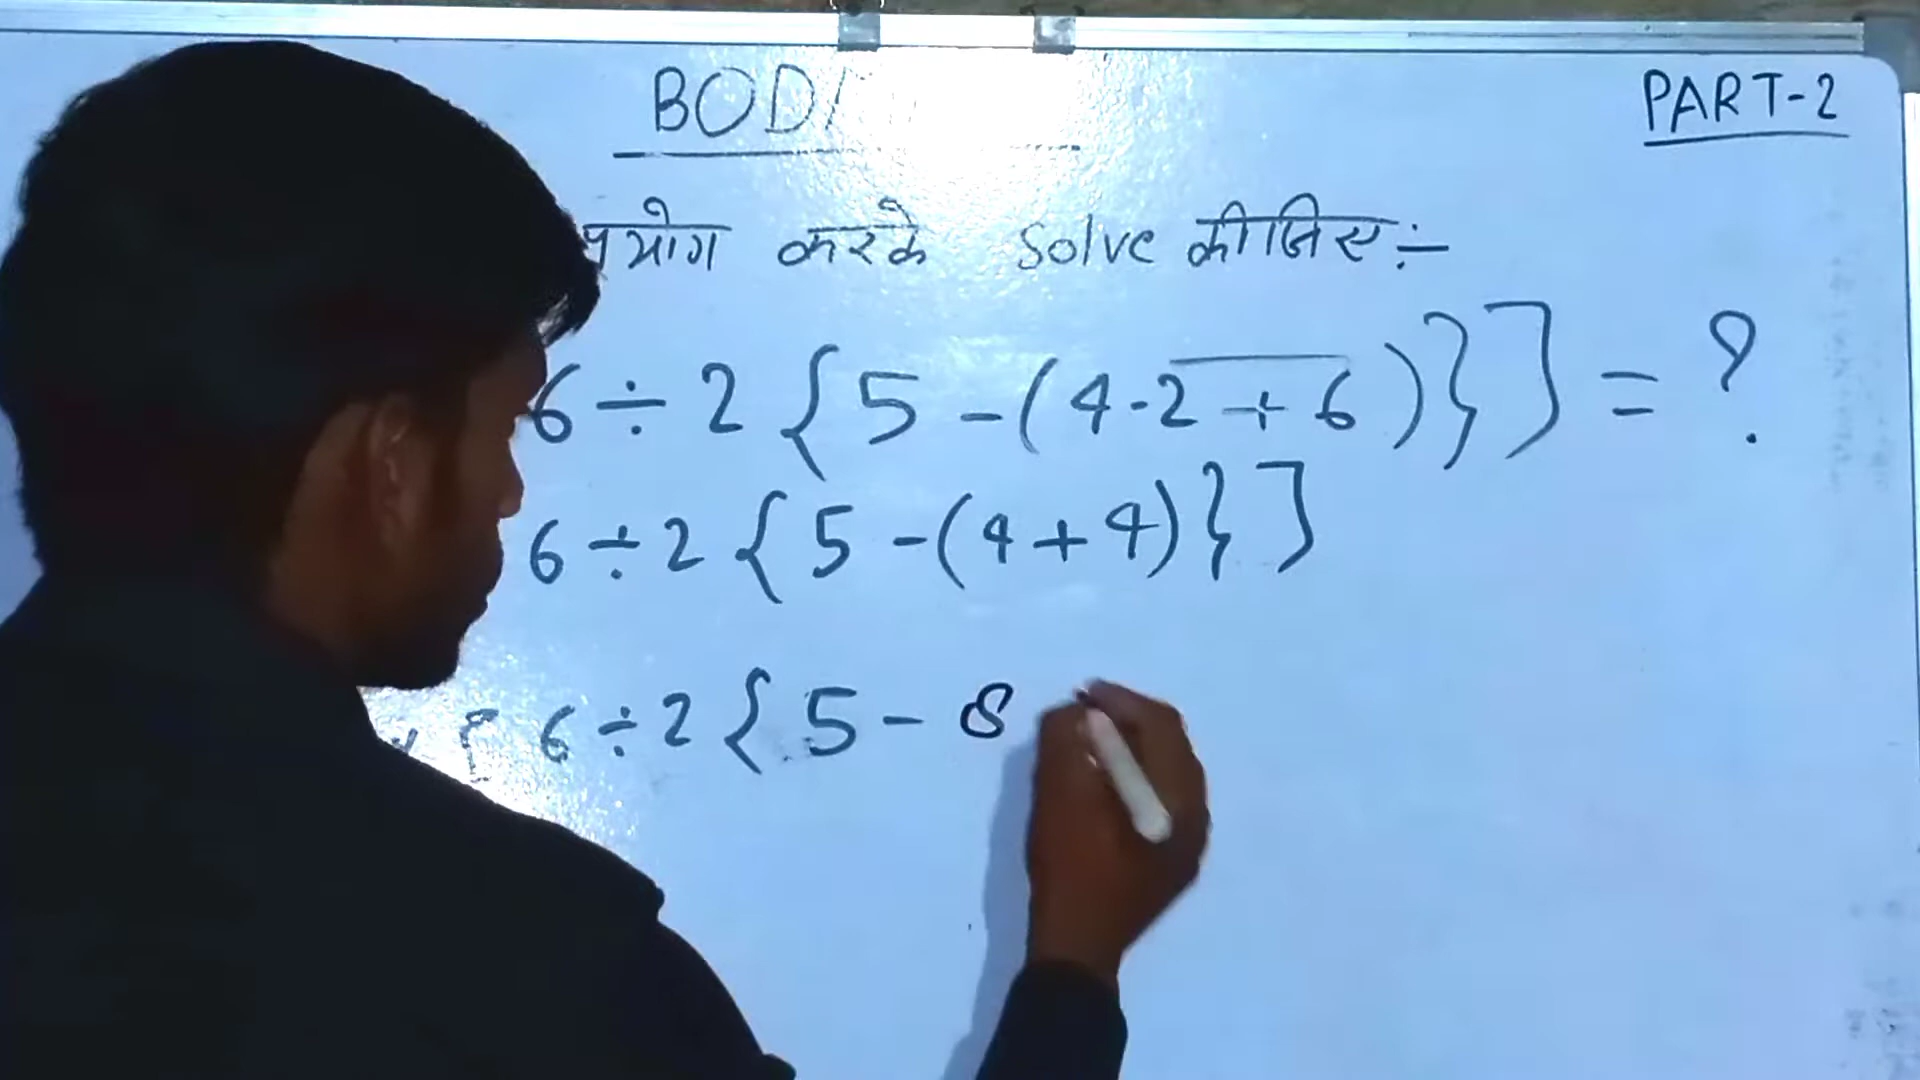 BOD
PART-2
प्रयोग करके solve कीजिए:-
6 ÷ 2 { 5 - ( 4 - 2 + 6 ) } ] = ?
6 ÷ 2 { 5 - ( 4 + 4 ) } ]
6 ÷ 2 { 5 - 8